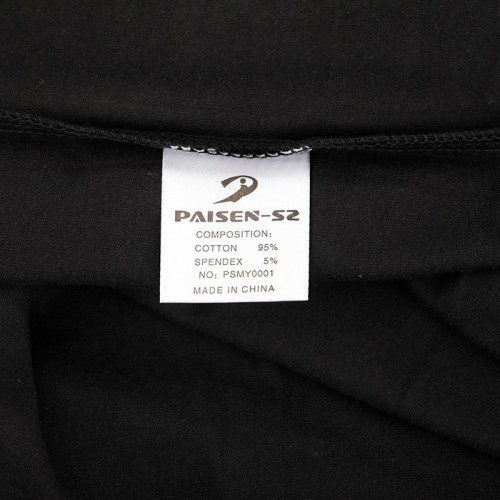 PAISEN-S2
COMPOSITION:
COTTON 95%
SPENDEX 5%
NO: PSMY0001
MADE IN CHINA